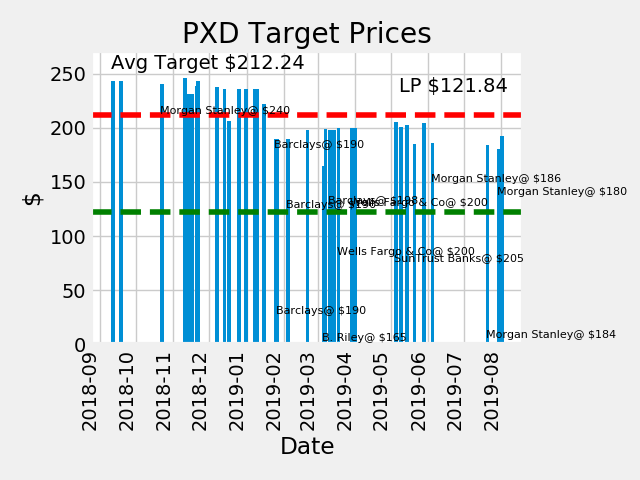 PXD Target Prices
Avg Target $212.24
LP $121.84
Morgan Stanley@ $240
Barclays@ $190
Morgan Stanley@ $186
Morgan Stanley@ $180
Barclays@ $190
Barclays@ $198
Wells Fargo & Co@ $200
Wells Fargo & Co@ $200
SunTrust Banks@ $205
Barclays@ $190
B. Riley@ $165
Morgan Stanley@ $184
250
200
150
100
50
0
$
2018-09
2018-10
2018-11
2018-12
2019-01
2019-02
2019-03
2019-04
2019-05
2019-06
2019-07
2019-08
Date